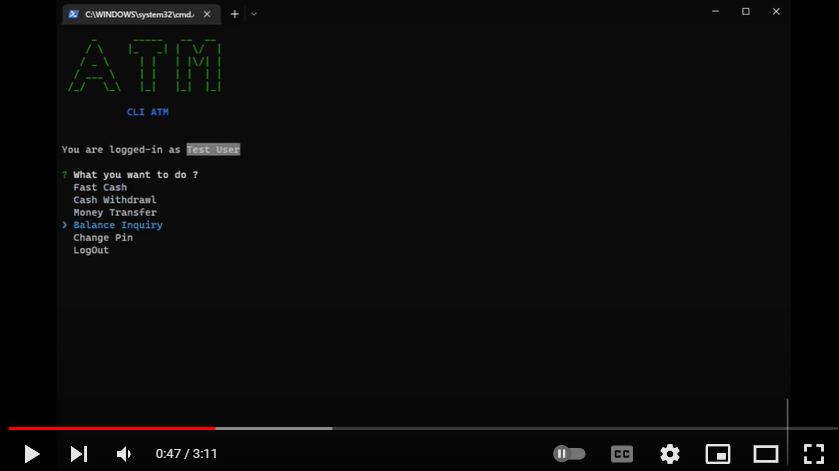 C:\WINDOWS\system32\cmd.
ATM
CLI ATM
You are logged-in as Test User
? What you want to do ?
Fast Cash
Cash Withdrawl
Money Transfer
❯ Balance Inquiry
Change Pin
LogOut
0:47 / 3:11
CC